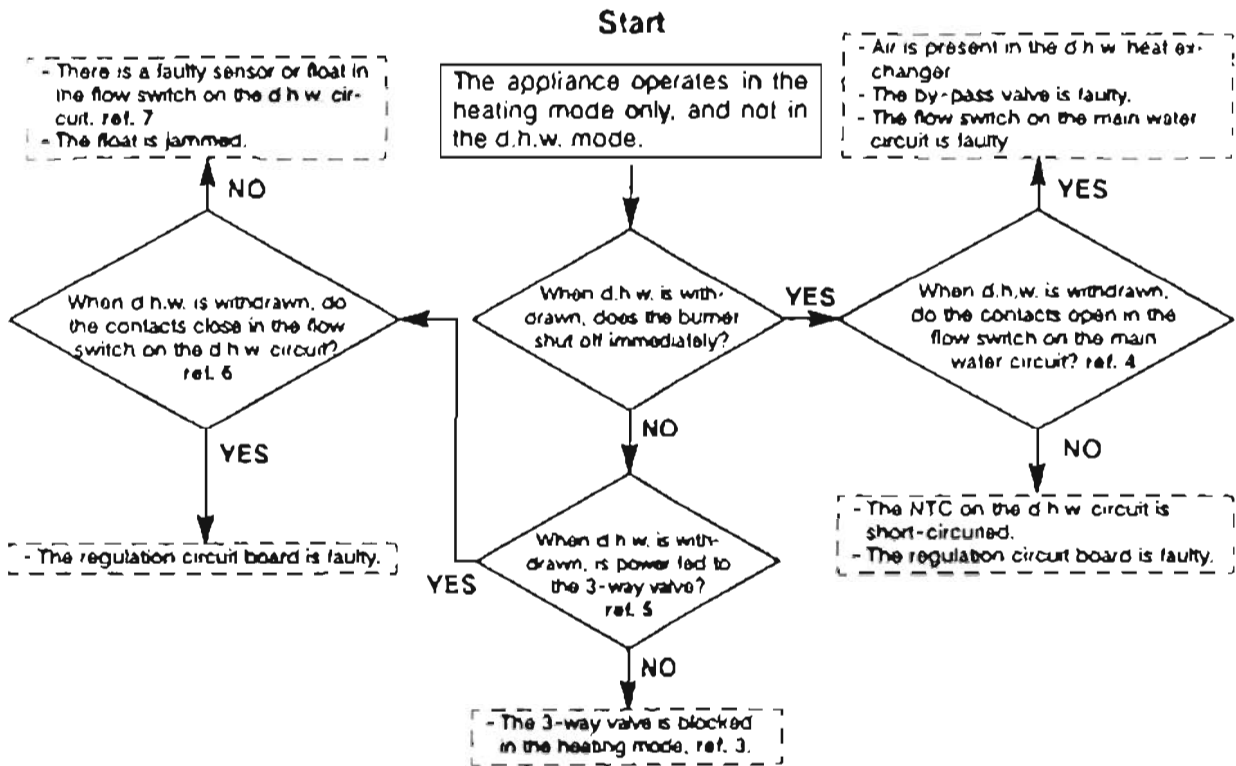 Start
The appliance operates in the
heating mode only, and not in
the d.h.w. mode.
- There is a faulty sensor or float in
the flow switch on the d h w. cir-
cuit. ref. 7
- The float is jammed.
- Air is present in the d h w heat ex-
changer
- The by-pass valve is faulty.
- The flow switch on the main water
circuit is faulty
NO
YES
When d h.w. is withdrawn, do
the contacts close in the flow
switch on the d h w circuit?
ref. 6
When d.h w. is with-
drawn, does the burner
shut off immediately?
YES
When d.h.w. is withdrawn,
do the contacts open in the
flow switch on the main
water circuit? ref. 4
YES
NO
NO
- The regulation circuit board is faulty.
YES
When d h w. is with-
drawn, is power fed to
the 3-way valve?
ref. 5
- The NTC on the d h w circuit is
short-circuned.
- The regulation circuit board is faulty.
NO
- The 3-way valve is blocked
in the heating mode, ref. 3.